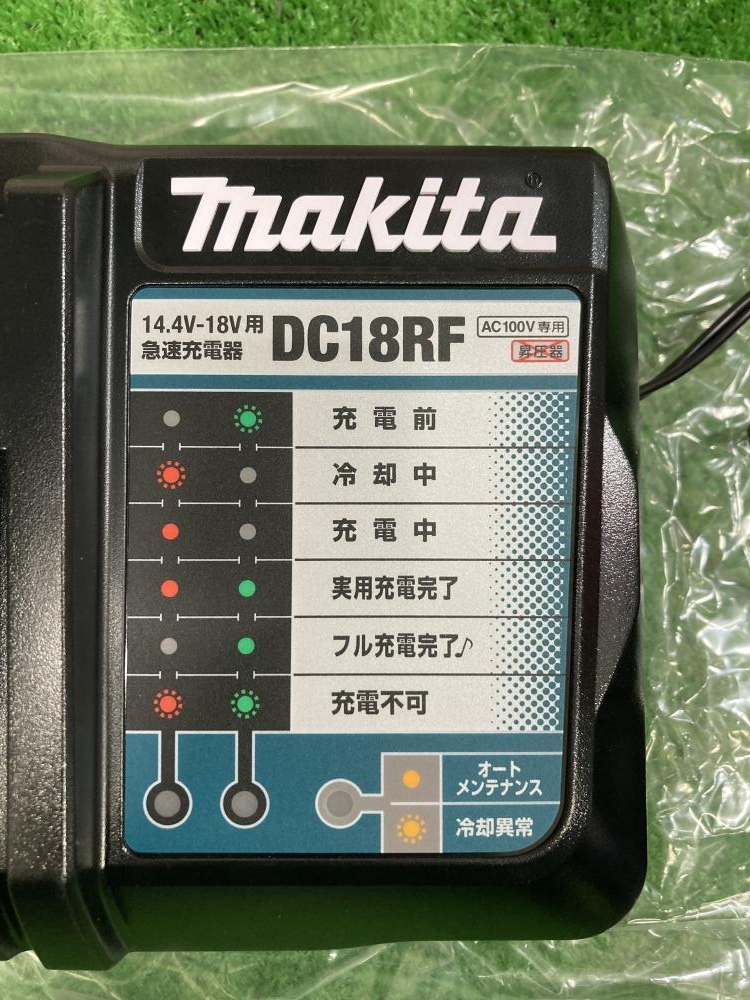 makita®
14.4V-18V用
急速充電器
DC18RF
AC100V専用
昇圧器
充電前
冷却中
充電中
実用充電完了
フル充電完了♪
充電不可
オート
メンテナンス
冷却異常